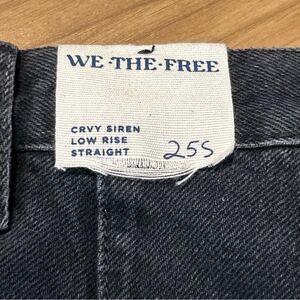 WE·THE·FREE
CRVY SIREN
LOW RISE
STRAIGHT 25S